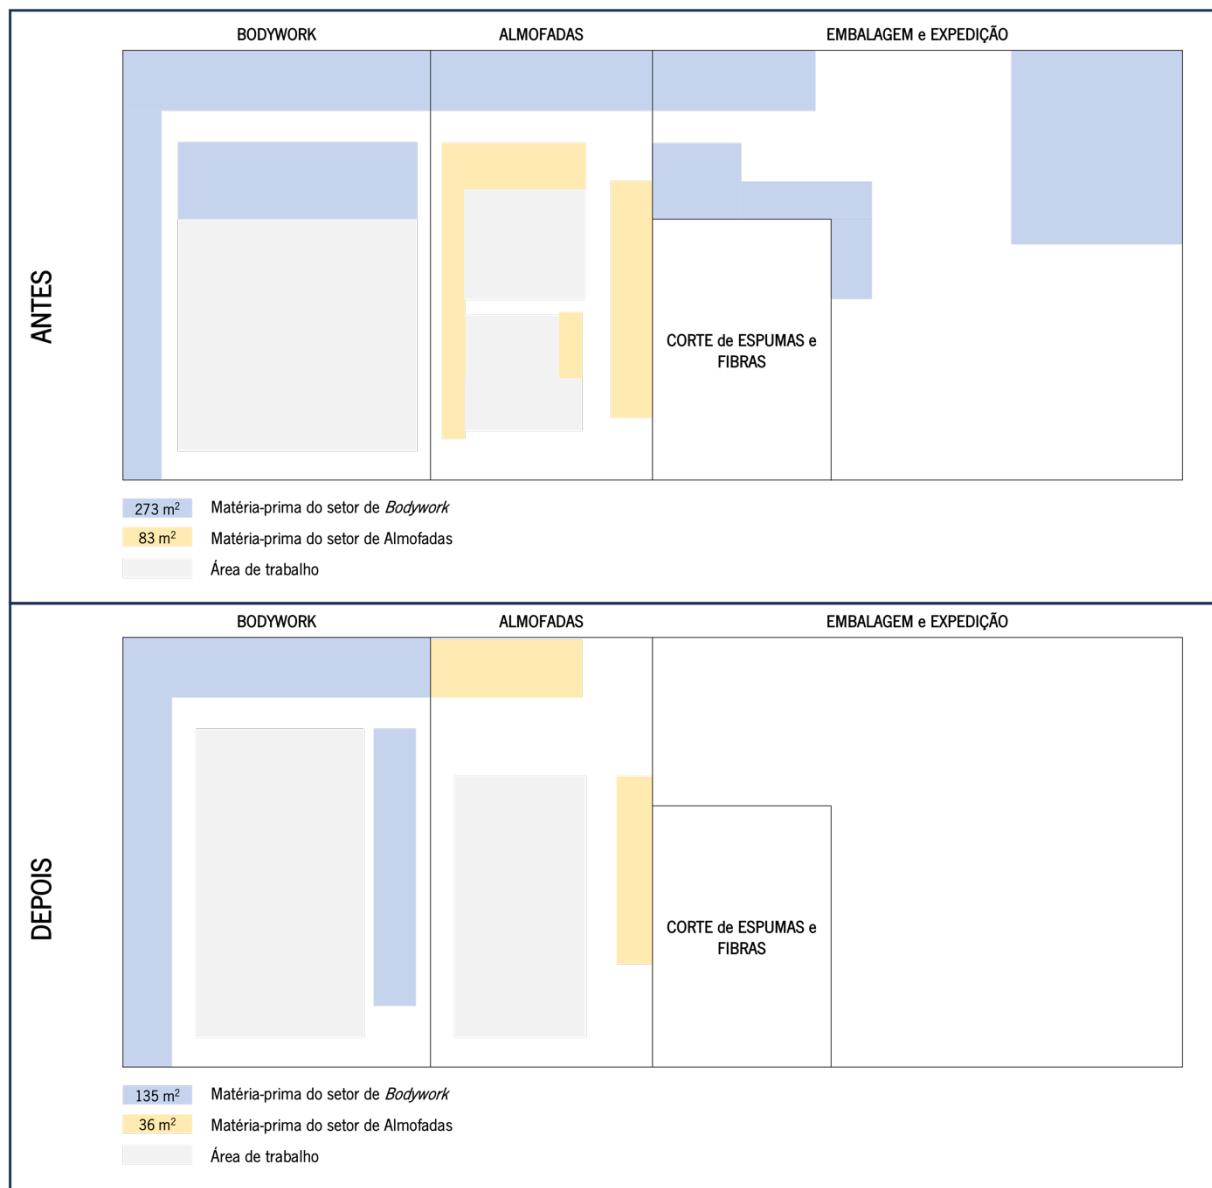 BODYWORK
ALMOFADAS
EMBALAGEM e EXPEDIÇÃO
ANTES
CORTE de ESPUMAS e
FIBRAS
273 m² Matéria-prima do setor de Bodywork
83 m² Matéria-prima do setor de Almofadas
Área de trabalho
BODYWORK
ALMOFADAS
EMBALAGEM e EXPEDIÇÃO
DEPOIS
CORTE de ESPUMAS e
FIBRAS
135 m² Matéria-prima do setor de Bodywork
36 m² Matéria-prima do setor de Almofadas
Área de trabalho